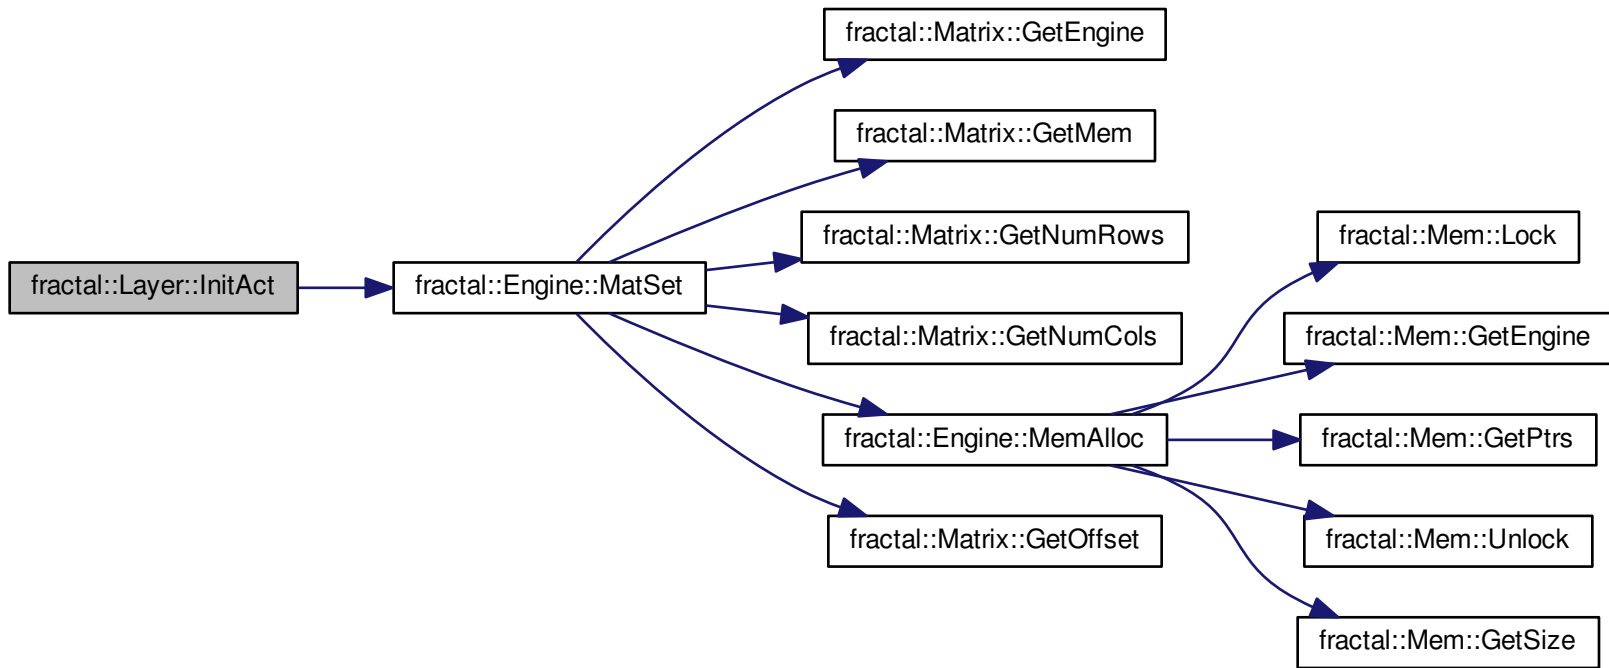 fractal::Layer::InitAct
fractal::Engine::MatSet
fractal::Matrix::GetEngine
fractal::Matrix::GetMem
fractal::Matrix::GetNumRows
fractal::Matrix::GetNumCols
fractal::Engine::MemAlloc
fractal::Matrix::GetOffset
fractal::Mem::Lock
fractal::Mem::GetEngine
fractal::Mem::GetPtrs
fractal::Mem::Unlock
fractal::Mem::GetSize